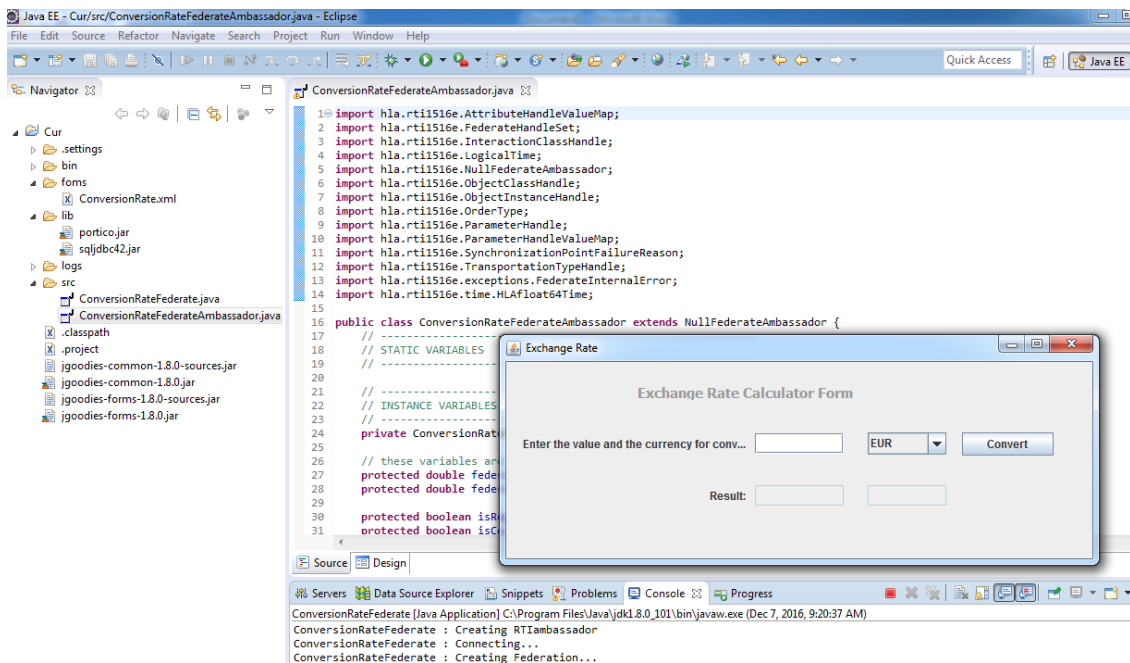 Java EE - Cur/src/ConversionRateFederateAmbassador.java - Eclipse
File Edit Source Refactor Navigate Search Project Run Window Help
Quick Access
Java EE
Navigator
Cur
.settings
bin
foms
ConversionRate.xml
lib
portico.jar
sqljdbc42.jar
logs
src
ConversionRateFederate.java
ConversionRateFederateAmbassador.java
.classpath
.project
jgoodies-common-1.8.0-sources.jar
jgoodies-common-1.8.0.jar
jgoodies-forms-1.8.0-sources.jar
jgoodies-forms-1.8.0.jar
ConversionRateFederateAmbassador.java
1 import hla.rti1516e.AttributeHandleValueMap;
2 import hla.rti1516e.FederateHandleSet;
3 import hla.rti1516e.InteractionClassHandle;
4 import hla.rti1516e.LogicalTime;
5 import hla.rti1516e.NullFederateAmbassador;
6 import hla.rti1516e.ObjectClassHandle;
7 import hla.rti1516e.ObjectInstanceHandle;
8 import hla.rti1516e.OrderType;
9 import hla.rti1516e.ParameterHandle;
10 import hla.rti1516e.ParameterHandleValueMap;
11 import hla.rti1516e.SynchronizationPointFailureReason;
12 import hla.rti1516e.TransportationTypeHandle;
13 import hla.rti1516e.exceptions.FederateInternalError;
14 import hla.rti1516e.time.HLAfloat64Time;
15
16 public class ConversionRateFederateAmbassador extends NullFederateAmbassador {
17 // ------------------
18 // STATIC VARIABLES
19 // ------------------
20
21 // ------------------
22 // INSTANCE VARIABLES
23 // ------------------
24 private ConversionRat
25
26 // these variables ar
27 protected double fede
28 protected double fede
29
30 protected boolean isR
31 protected boolean isC
Exchange Rate
Exchange Rate Calculator Form
Enter the value and the currency for conv... EUR Convert
Result:
Source Design
Servers Data Source Explorer Snippets Problems Console Progress
ConversionRateFederate [Java Application] C:\Program Files\Java\jdk1.8.0_101\bin\javaw.exe (Dec 7, 2016, 9:20:37 AM)
ConversionRateFederate : Creating RTIambassador
ConversionRateFederate : Connecting...
ConversionRateFederate : Creating Federation...